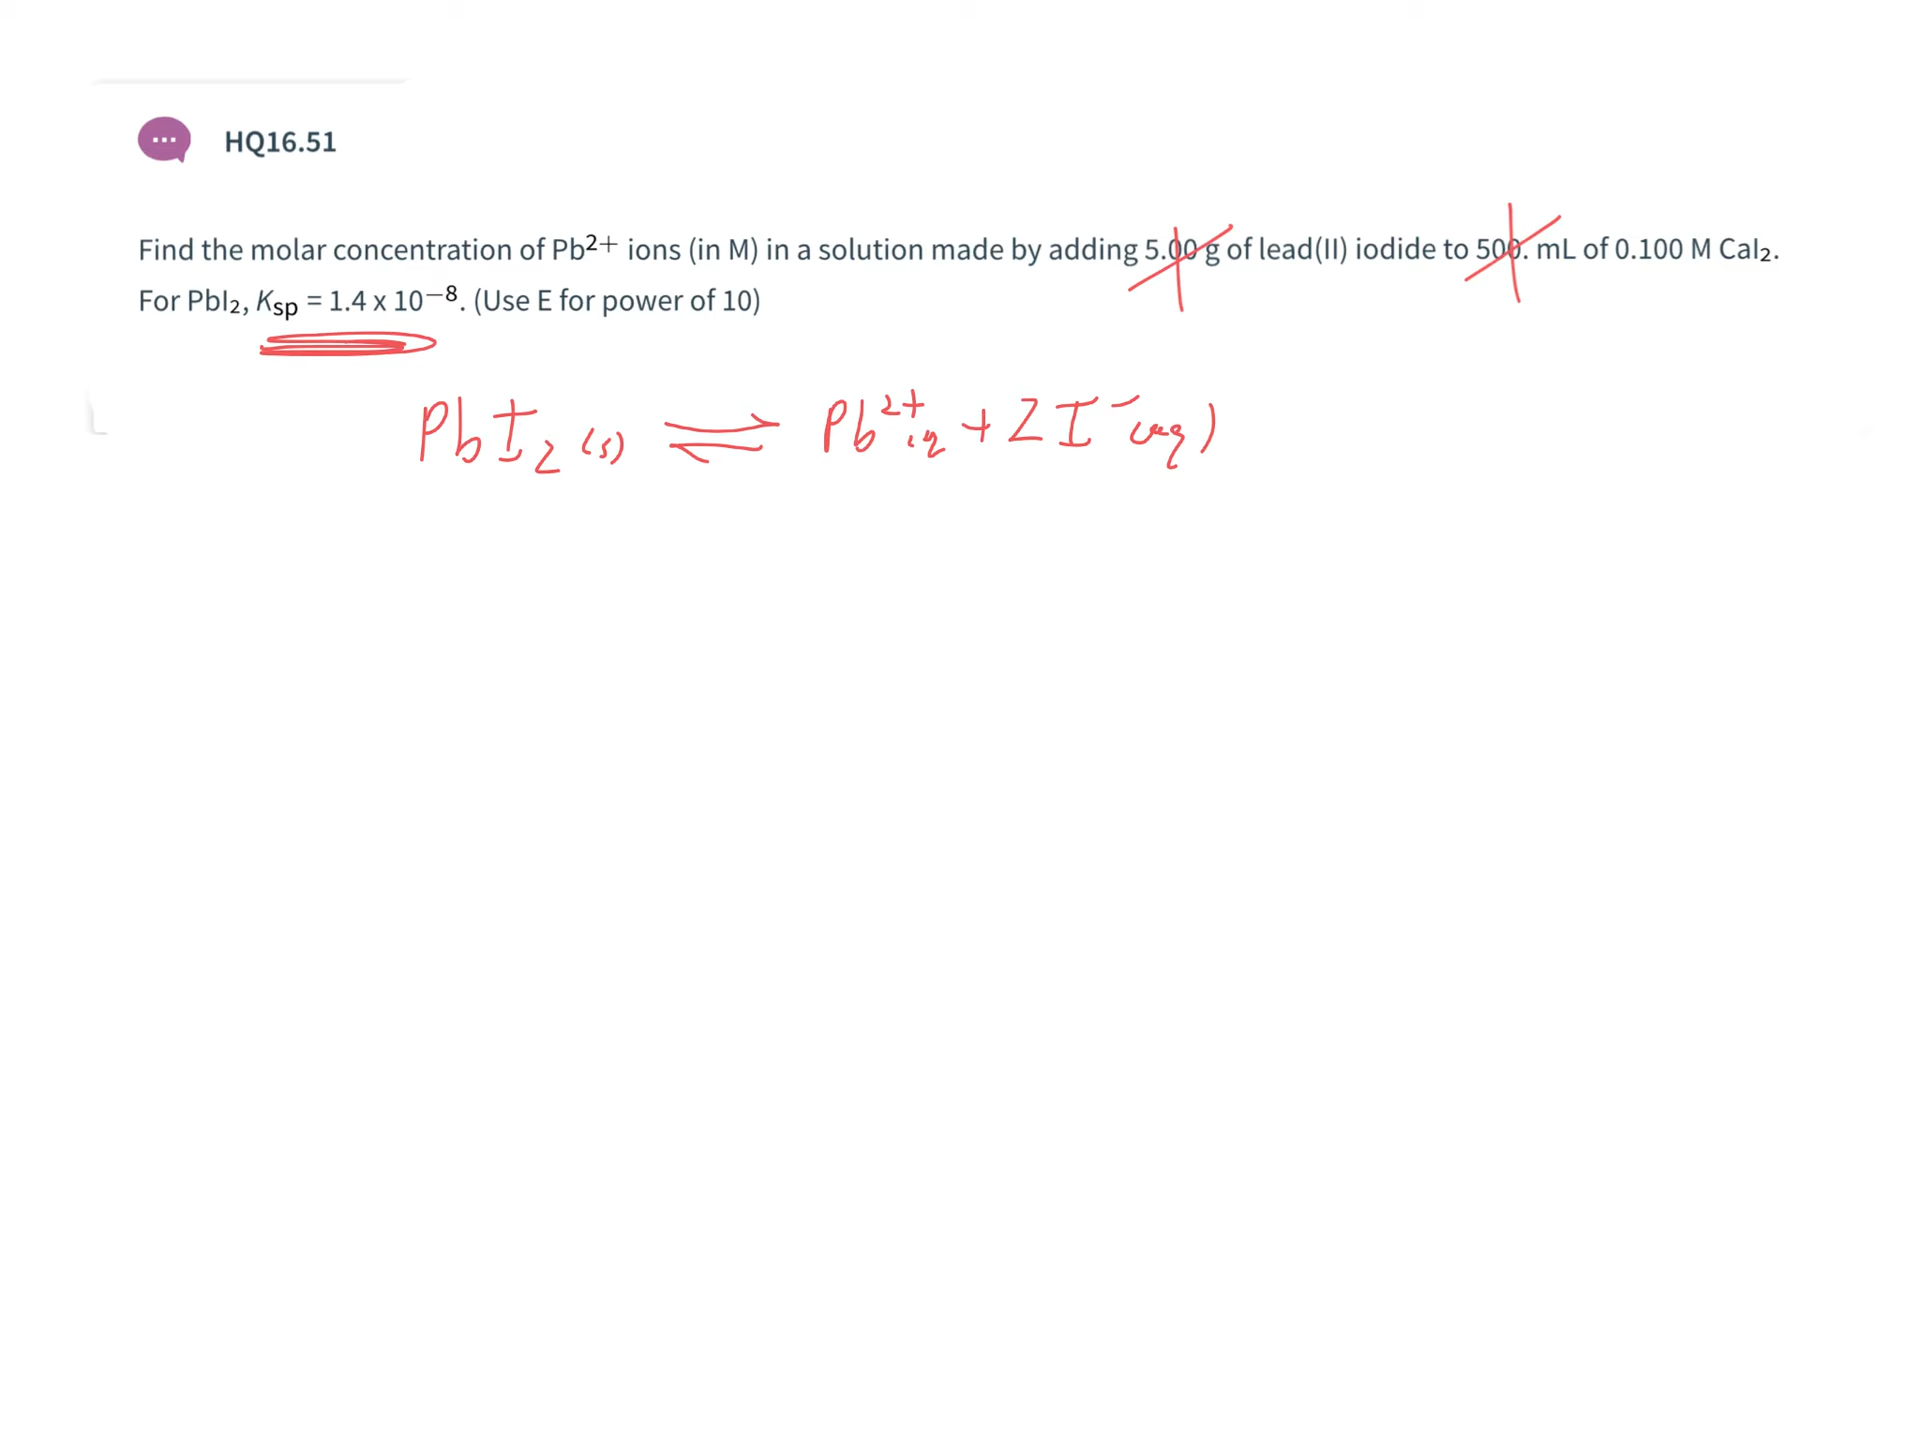 HQ16.51
Find the molar concentration of Pb²⁺ ions (in M) in a solution made by adding 5.00 g of lead(II) iodide to 500. mL of 0.100 M CaI₂.
For PbI₂, Ksp = 1.4 x 10⁻⁸. (Use E for power of 10)
PbI₂(s) ⇌ Pb²⁺aq + 2I⁻(aq)